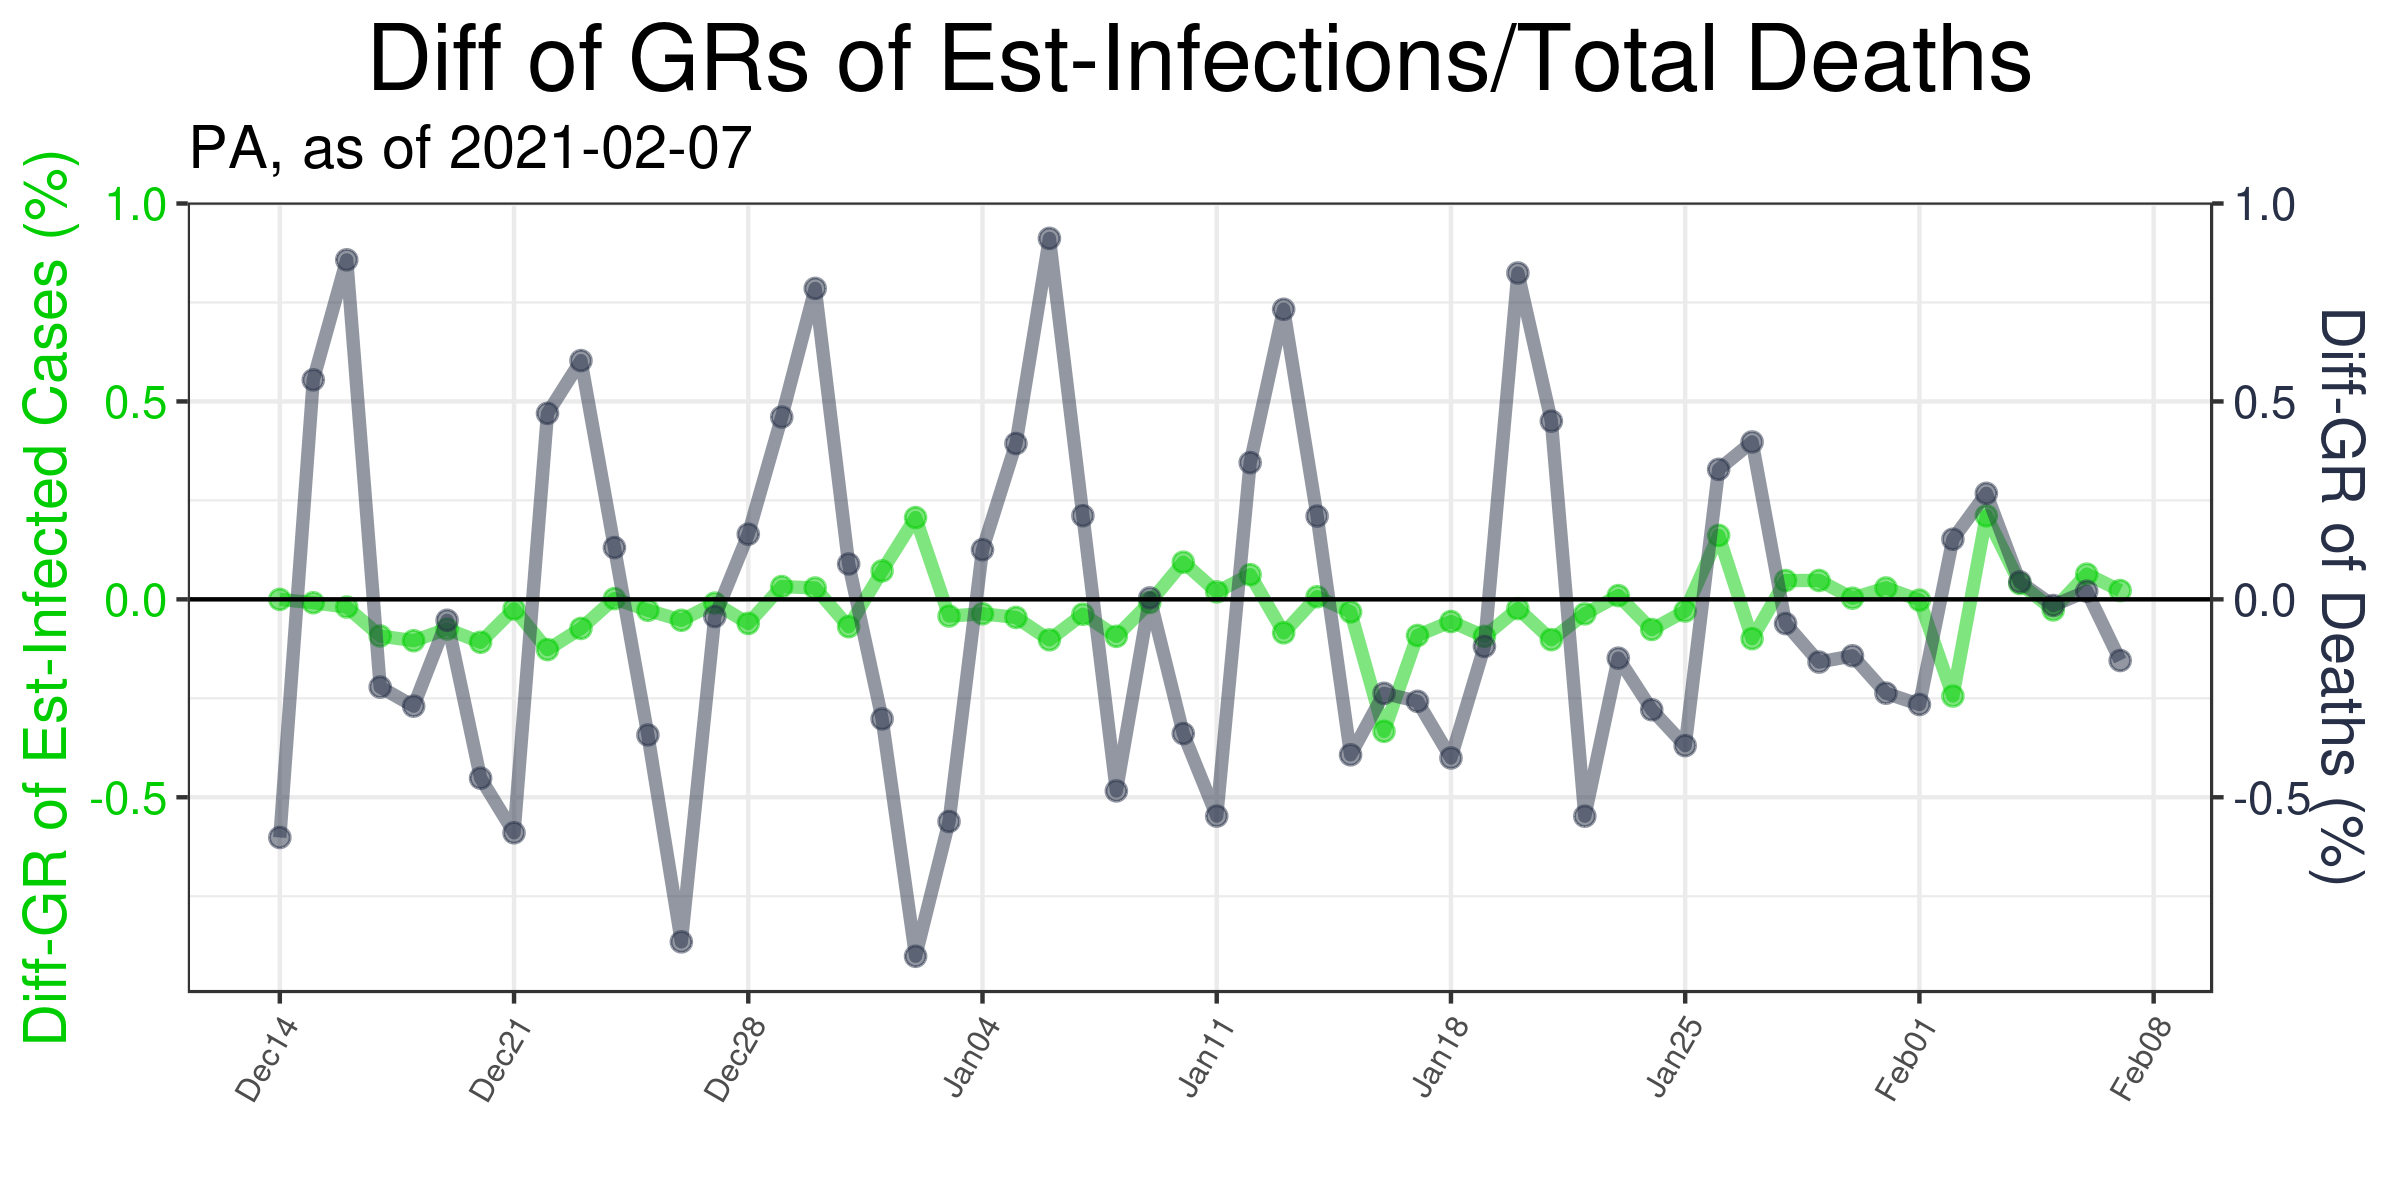 Diff of GRs of Est-Infections/Total Deaths
PA, as of 2021-02-07
Diff-GR of Est-Infected Cases (%)
1.0
0.5
0.0
-0.5
1.0
0.5
0.0
-0.5
Diff-GR of Deaths (%)
Dec14
Dec21
Dec28
Jan04
Jan11
Jan18
Jan25
Feb01
Feb08